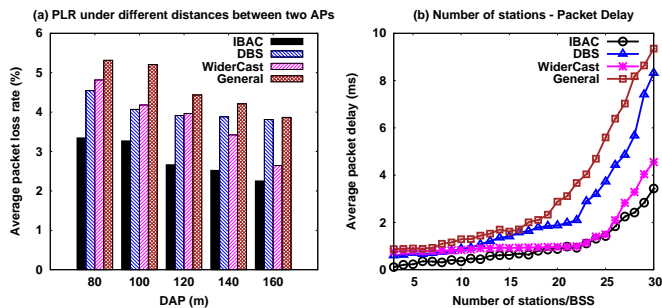 (a) PLR under different distances between two APs
Average packet loss rate (%)
6
5
4
3
2
1
0
IBAC
DBS
WiderCast
General
80 100 120 140 160
DAP (m)
(b) Number of stations - Packet Delay
Average packet delay (ms)
10
8
6
4
2
0
IBAC
DBS
WiderCast
General
5 10 15 20 25 30
Number of stations/BSS